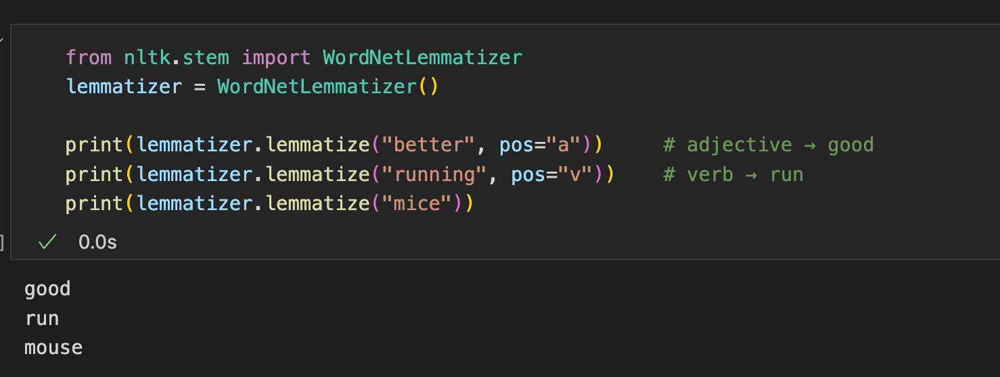 from nltk.stem import WordNetLemmatizer
lemmatizer = WordNetLemmatizer()
print(lemmatizer.lemmatize("better", pos="a"))     # adjective → good
print(lemmatizer.lemmatize("running", pos="v"))    # verb → run
print(lemmatizer.lemmatize("mice"))
0.0s
good
run
mouse